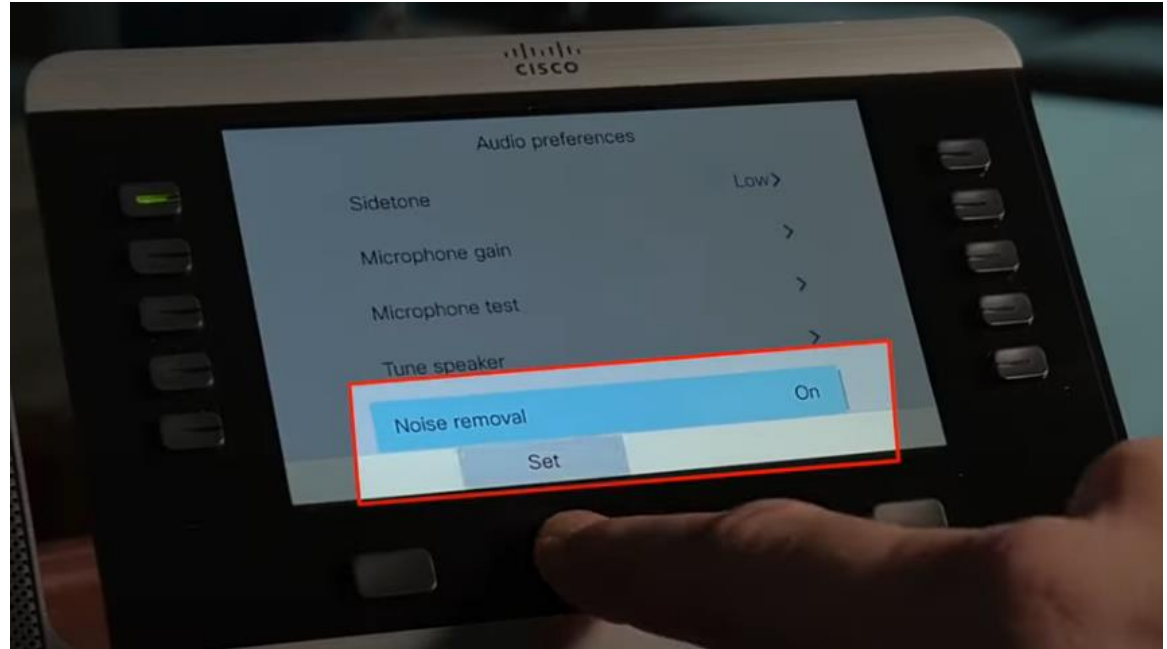 CISCO
Audio preferences
Sidetone Low>
Microphone gain >
Microphone test >
Tune speaker >
Noise removal On
Set